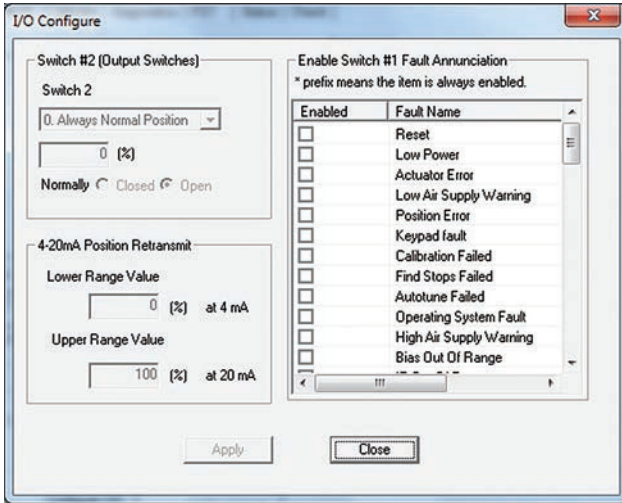 I/O Configure
Switch #2 (Output Switches)
Switch 2
0. Always Normal Position
0 (%)
Normally Closed Open
4-20mA Position Retransmit
Lower Range Value
0 (%) at 4 mA
Upper Range Value
100 (%) at 20 mA
Enable Switch #1 Fault Annunciation
* prefix means the item is always enabled.
Enabled Fault Name
Reset
Low Power
Actuator Error
Low Air Supply Warning
Position Error
Keypad fault
Calibration Failed
Find Stops Failed
Autotune Failed
Operating System Fault
High Air Supply Warning
Bias Out Of Range
Apply
Close